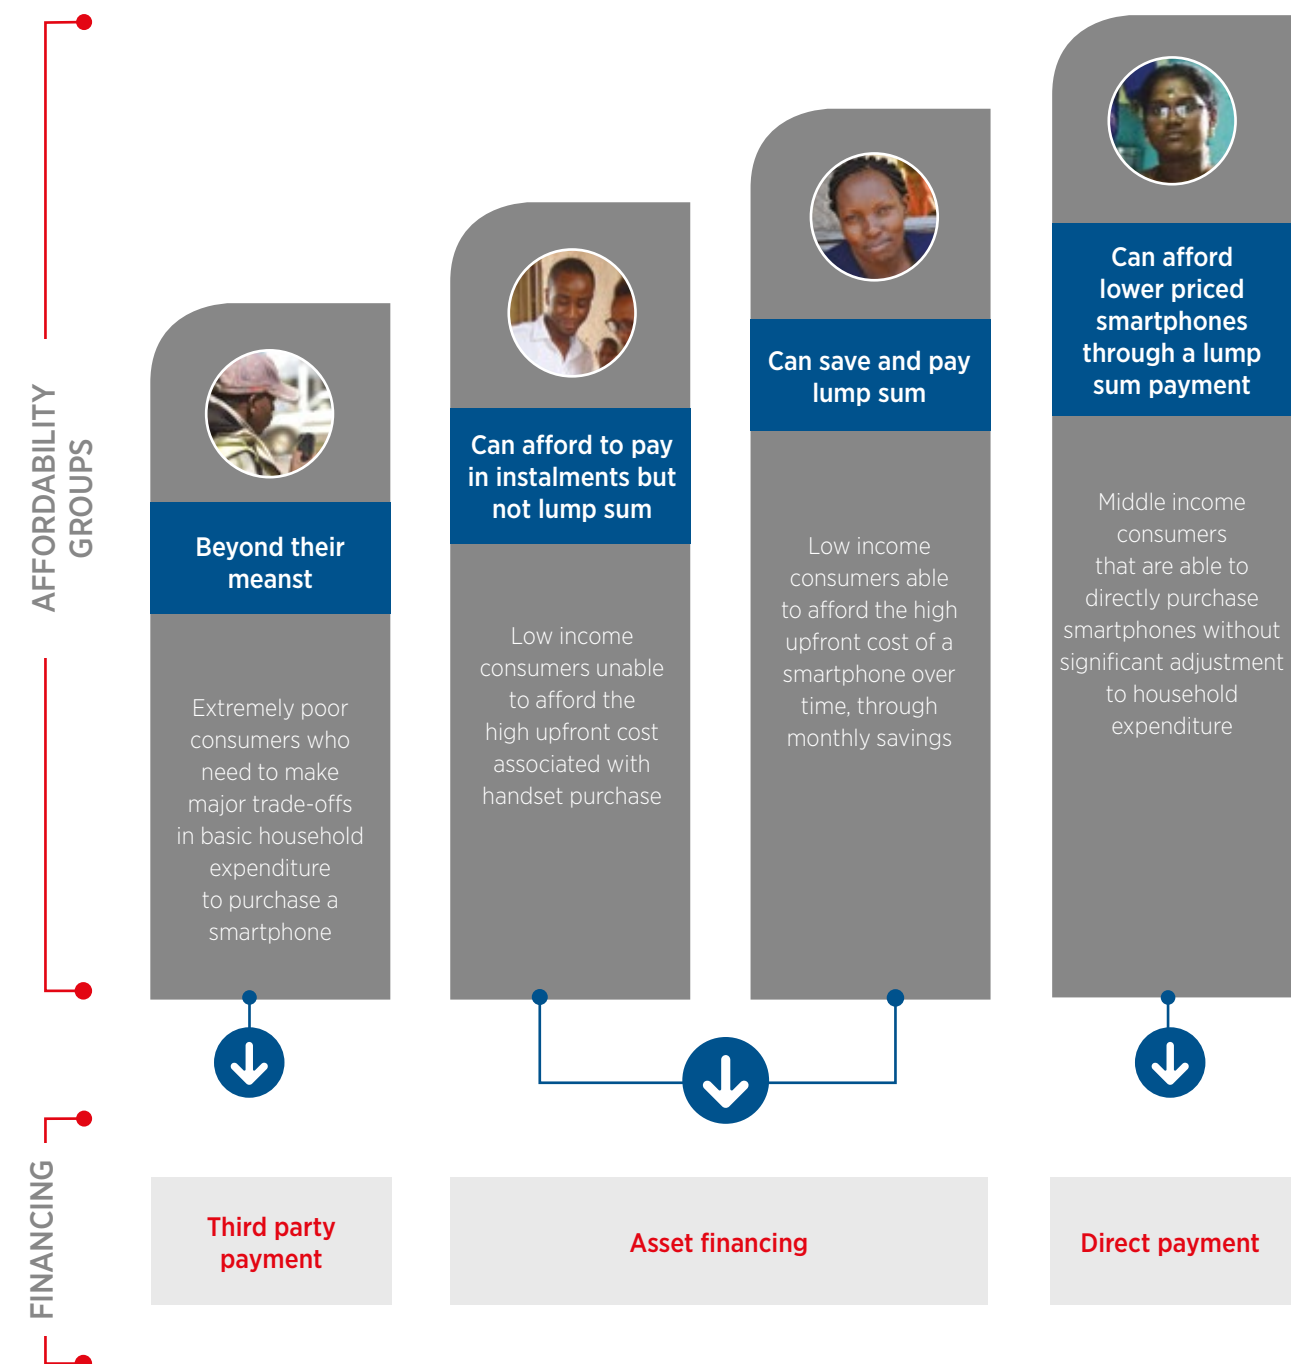 AFFORDABILITY
GROUPS
Beyond their
meanst
Extremely poor
consumers who
need to make
major trade-offs
in basic household
expenditure
to purchase a
smartphone
Can afford to pay
in instalments but
not lump sum
Low income
consumers unable
to afford the
high upfront cost
associated with
handset purchase
Can save and pay
lump sum
Low income
consumers able
to afford the high
upfront cost of a
smartphone over
time, through
monthly savings
Can afford
lower priced
smartphones
through a lump
sum payment
Middle income
consumers
that are able to
directly purchase
smartphones without
significant adjustment
to household
expenditure
FINANCING
Third party
payment
Asset financing
Direct payment